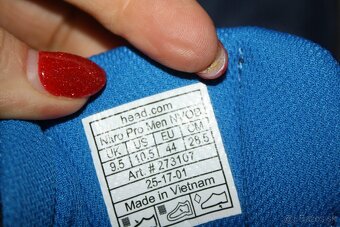 head.com
Nitro Pro Men NVOB
UK US EU CM
9.5 10.5 44 28.5
Art. # 273107
25-17-01
Made in Vietnam